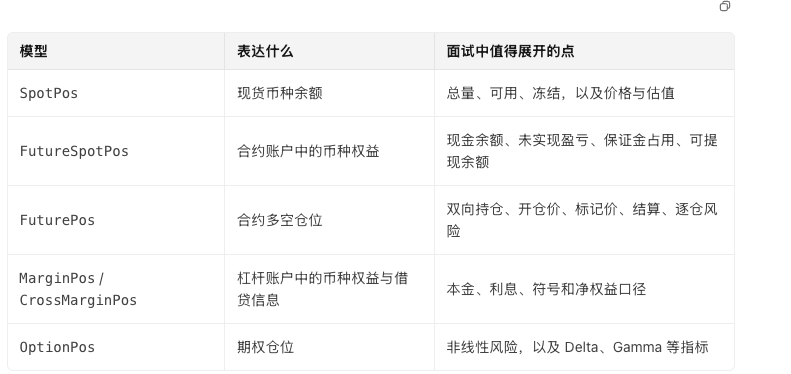 模型
表达什么
面试中值得展开的点
SpotPos
现货币种余额
总量、可用、冻结，以及价格与估值
FutureSpotPos
合约账户中的币种权益
现金余额、未实现盈亏、保证金占用、可提
现余额
FuturePos
合约多空仓位
双向持仓、开仓价、标记价、结算、逐仓风
险
MarginPos /
CrossMarginPos
杠杆账户中的币种权益与借
贷信息
本金、利息、符号和净权益口径
OptionPos
期权仓位
非线性风险，以及 Delta、Gamma 等指标